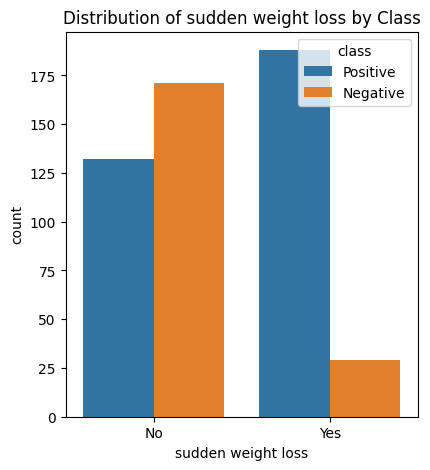 Distribution of sudden weight loss by Class
class
Positive
Negative
175
150
125
100
75
50
25
0
count
No Yes
sudden weight loss